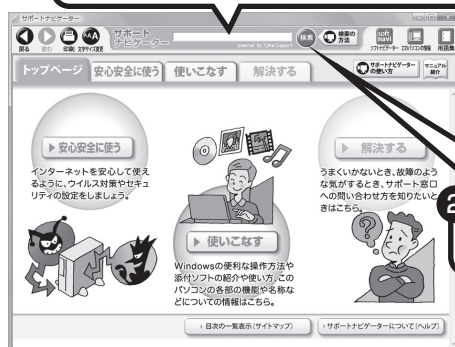 サポートナビゲーター
戻る 進む 印刷 文字サイズ変更
サポート
ナビゲーター
powered by CyberSupport
検索
検索の
方法
soft
navi
ソフトナビゲーター このパソコンの情報 用語集
トップページ 安心安全に使う 使いこなす 解決する
サポートナビゲーター
の使い方
マニュアル
紹介
安心安全に使う
インターネットを安心して使え
るように、ウイルス対策やセキュ
リティの設定をしましょう。
使いこなす
Windowsの便利な操作方法や
添付ソフトの紹介や使い方、この
パソコンの各部の機能や名称な
どについての情報はこちら。
解決する
うまくいかないとき、故障のよう
な気がするとき、サポート窓口
への問い合わせ方を知りたいと
きはこちら。
目次の一覧表示(サイトマップ)
サポートナビゲーターについて(ヘルプ)
2